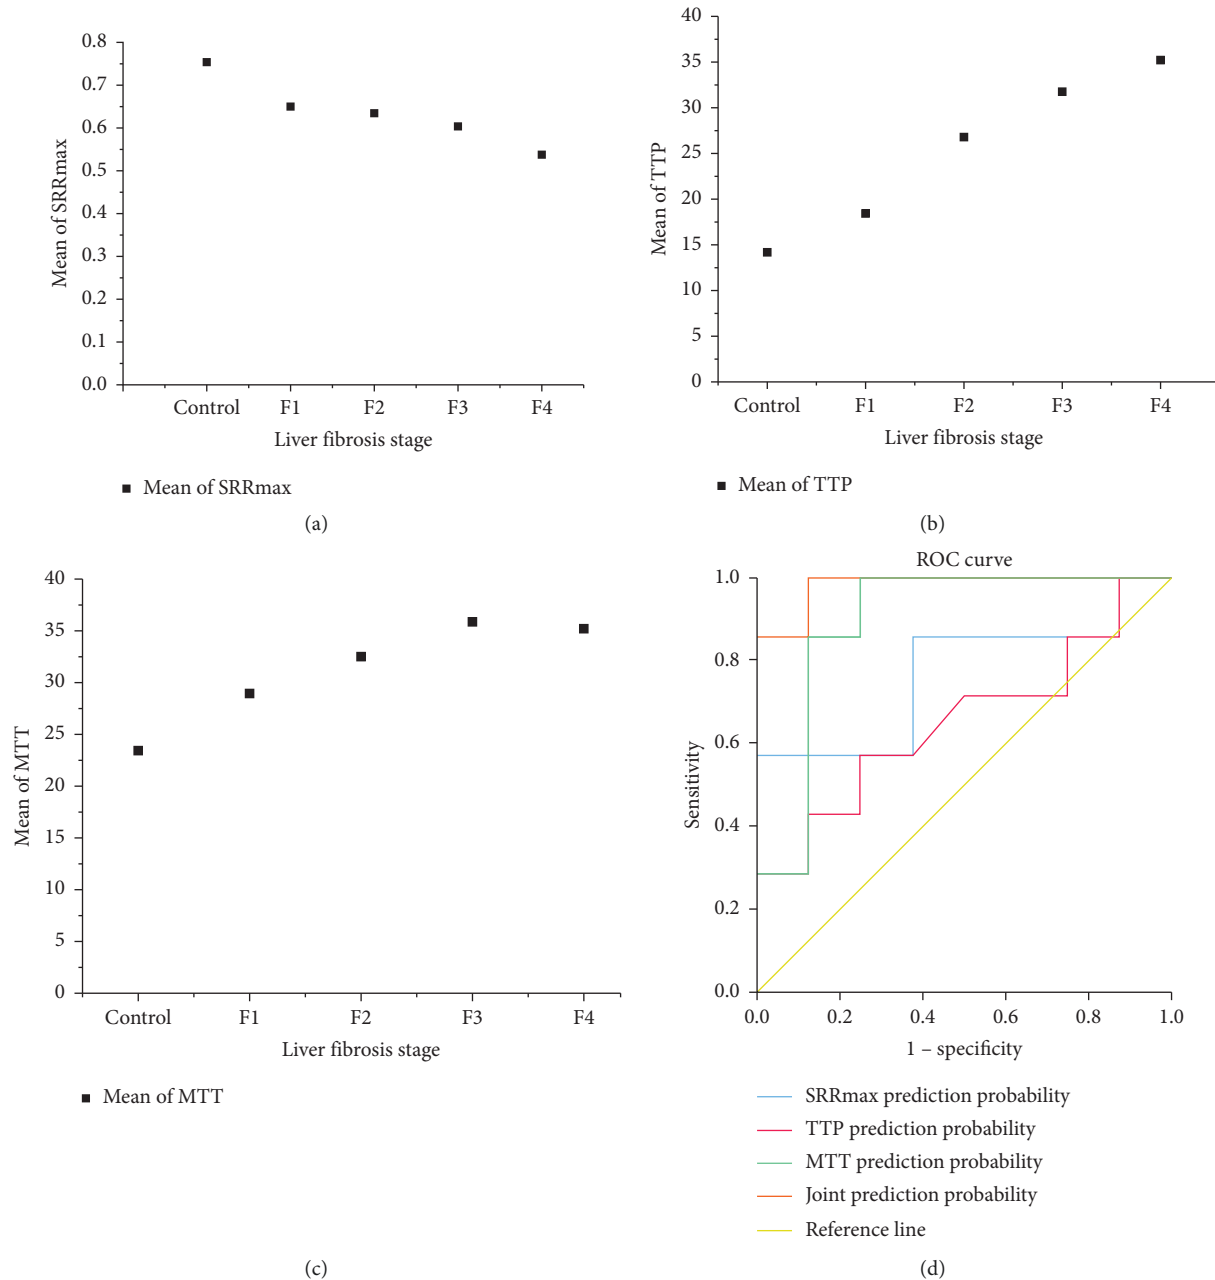 0.8
0.7
0.6
0.5
0.4
0.3
0.2
0.1
0.0
Mean of SRRmax
Control F1 F2 F3 F4
Liver fibrosis stage
Mean of SRRmax
(a)
40
35
30
25
20
15
10
5
0
Mean of TTP
Control F1 F2 F3 F4
Liver fibrosis stage
Mean of TTP
(b)
40
35
30
25
20
15
10
5
0
Mean of MTT
Control F1 F2 F3 F4
Liver fibrosis stage
Mean of MTT
(c)
ROC curve
1.0
0.8
0.6
0.4
0.2
0.0
Sensitivity
0.0 0.2 0.4 0.6 0.8 1.0
1 – specificity
SRRmax prediction probability
TTP prediction probability
MTT prediction probability
Joint prediction probability
Reference line
(d)